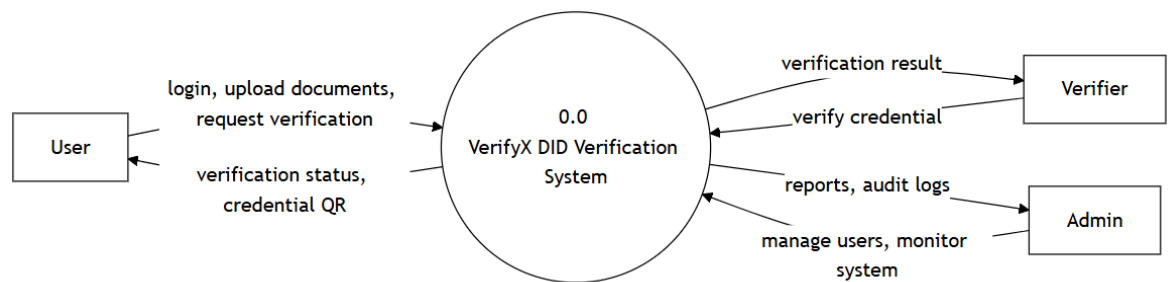 User
login, upload documents,
request verification
verification status,
credential QR
0.0
VerifyX DID Verification
System
verification result
verify credential
Verifier
reports, audit logs
manage users, monitor
system
Admin